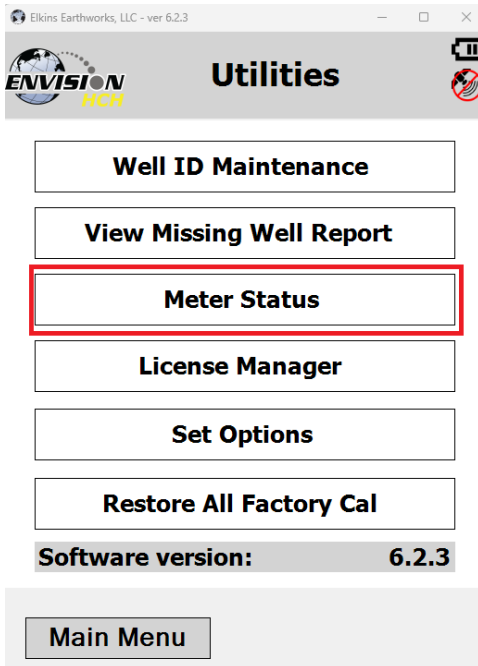 Elkins Earthworks, LLC - ver 6.2.3
ENVISION
MCH
Utilities
Well ID Maintenance
View Missing Well Report
Meter Status
License Manager
Set Options
Restore All Factory Cal
Software version: 6.2.3
Main Menu